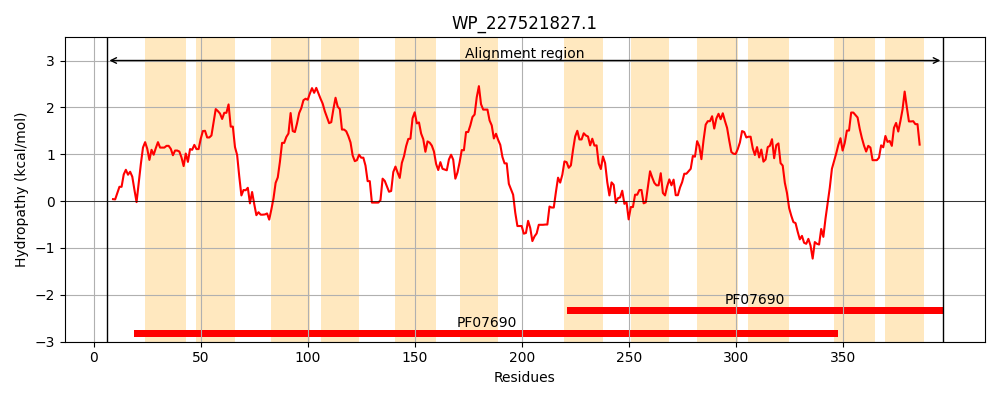 WP_227521827.1
Alignment region
Hydropathy (kcal/mol)
3
2
1
0
−1
−2
−3
PF07690
PF07690
0 50 100 150 200 250 300 350
Residues